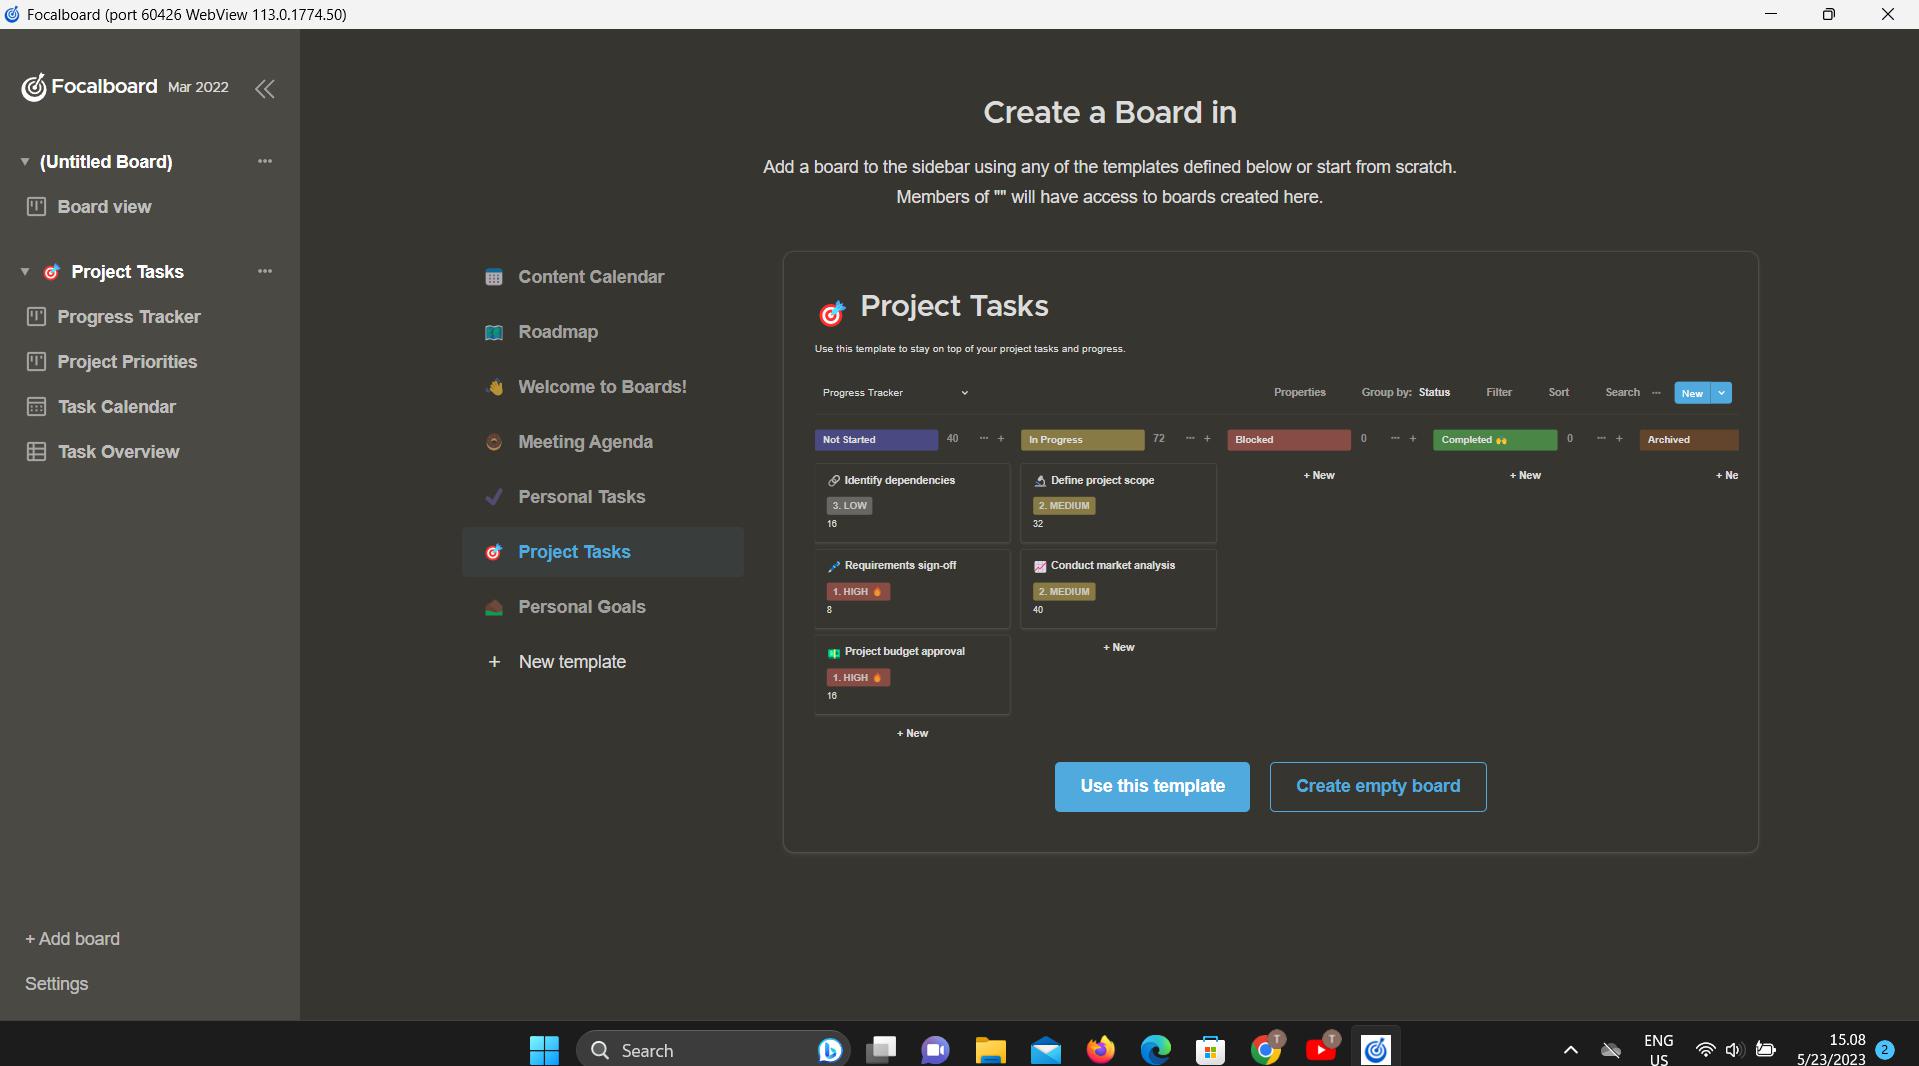 Focalboard (port 60426 WebView 113.0.1774.50)
Focalboard Mar 2022
(Untitled Board)
Board view
Project Tasks
Progress Tracker
Project Priorities
Task Calendar
Task Overview
+ Add board
Settings
Create a Board in
Add a board to the sidebar using any of the templates defined below or start from scratch.
Members of "" will have access to boards created here.
Content Calendar
Roadmap
Welcome to Boards!
Meeting Agenda
Personal Tasks
Project Tasks
Personal Goals
+ New template
Project Tasks
Use this template to stay on top of your project tasks and progress.
Progress Tracker Properties Group by: Status Filter Sort Search ... New
Not Started 40 ... + In Progress 72 ... + Blocked 0 ... + Completed 🙌 0 ... + Archived
Identify dependencies
3. LOW
16
Requirements sign-off
1. HIGH 🔥
8
Project budget approval
1. HIGH 🔥
16
+ New
Define project scope
2. MEDIUM
32
Conduct market analysis
2. MEDIUM
40
+ New
+ New
+ New
+ Ne
Use this template
Create empty board
Search
T
T
ENG
US
15.08
5/23/2023
2